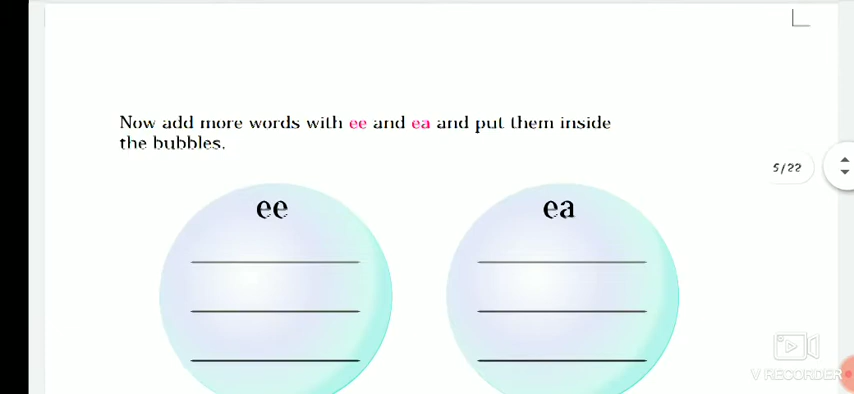 Now add more words with ee and ea and put them inside
the bubbles.
5/22
ee
ea
V RECORDER